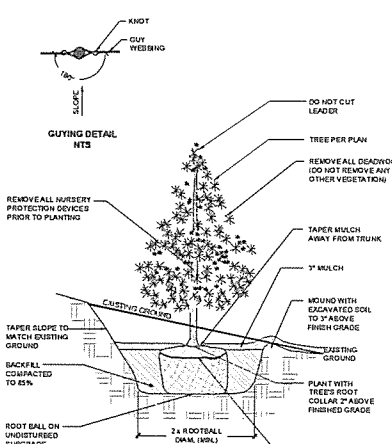 KNOT
GUY
WEBBING
180°
SLOPE
GUYING DETAIL
NTS
DO NOT CUT
LEADER
TREE PER PLAN
REMOVE ALL DEADWOOD
(DO NOT REMOVE ANY
OTHER VEGETATION)
REMOVE ALL NURSERY
PROTECTION DEVICES
PRIOR TO PLANTING
TAPER MULCH
AWAY FROM TRUNK
3" MULCH
MOUND WITH
EXCAVATED SOIL
TO 3" ABOVE
FINISH GRADE
EXISTING GROUND
TAPER SLOPE TO
MATCH EXISTING
GROUND
EXISTING
GROUND
BACKFILL
COMPACTED
TO 85%
PLANT WITH
TREE'S ROOT
COLLAR 2" ABOVE
FINISHED GRADE
ROOT BALL ON
UNDISTURBED
SUBGRADE
2 x ROOTBALL
DIAM. (MIN.)